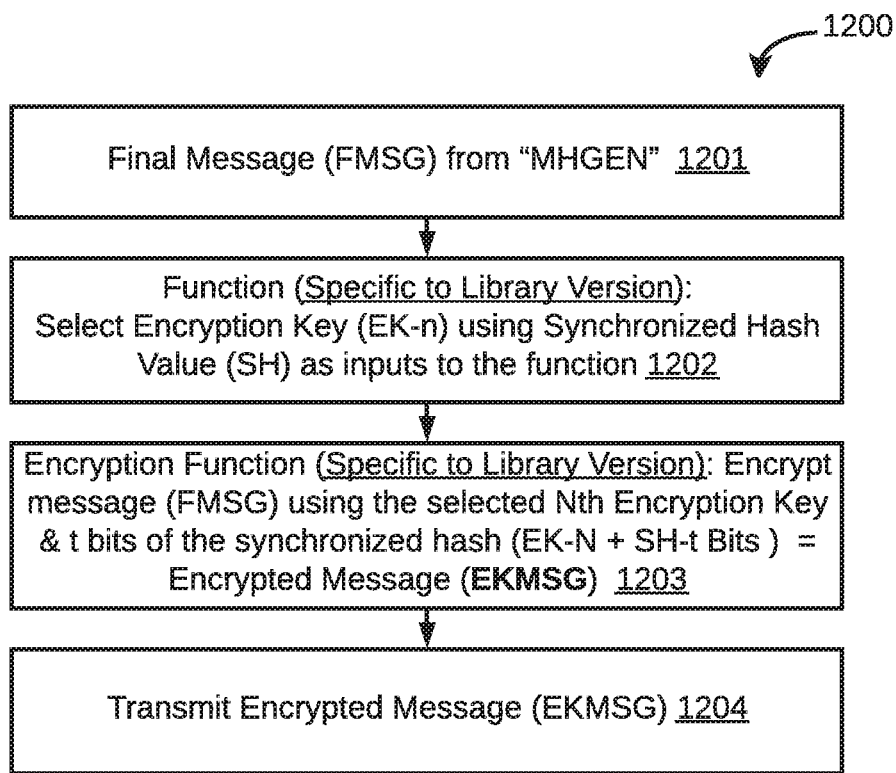 1200
Final Message (FMSG) from “MHGEN” 1201
Function (Specific to Library Version):
Select Encryption Key (EK-n) using Synchronized Hash
Value (SH) as inputs to the function 1202
Encryption Function (Specific to Library Version): Encrypt
message (FMSG) using the selected Nth Encryption Key
& t bits of the synchronized hash (EK-N + SH-t Bits ) =
Encrypted Message (EKMSG) 1203
Transmit Encrypted Message (EKMSG) 1204